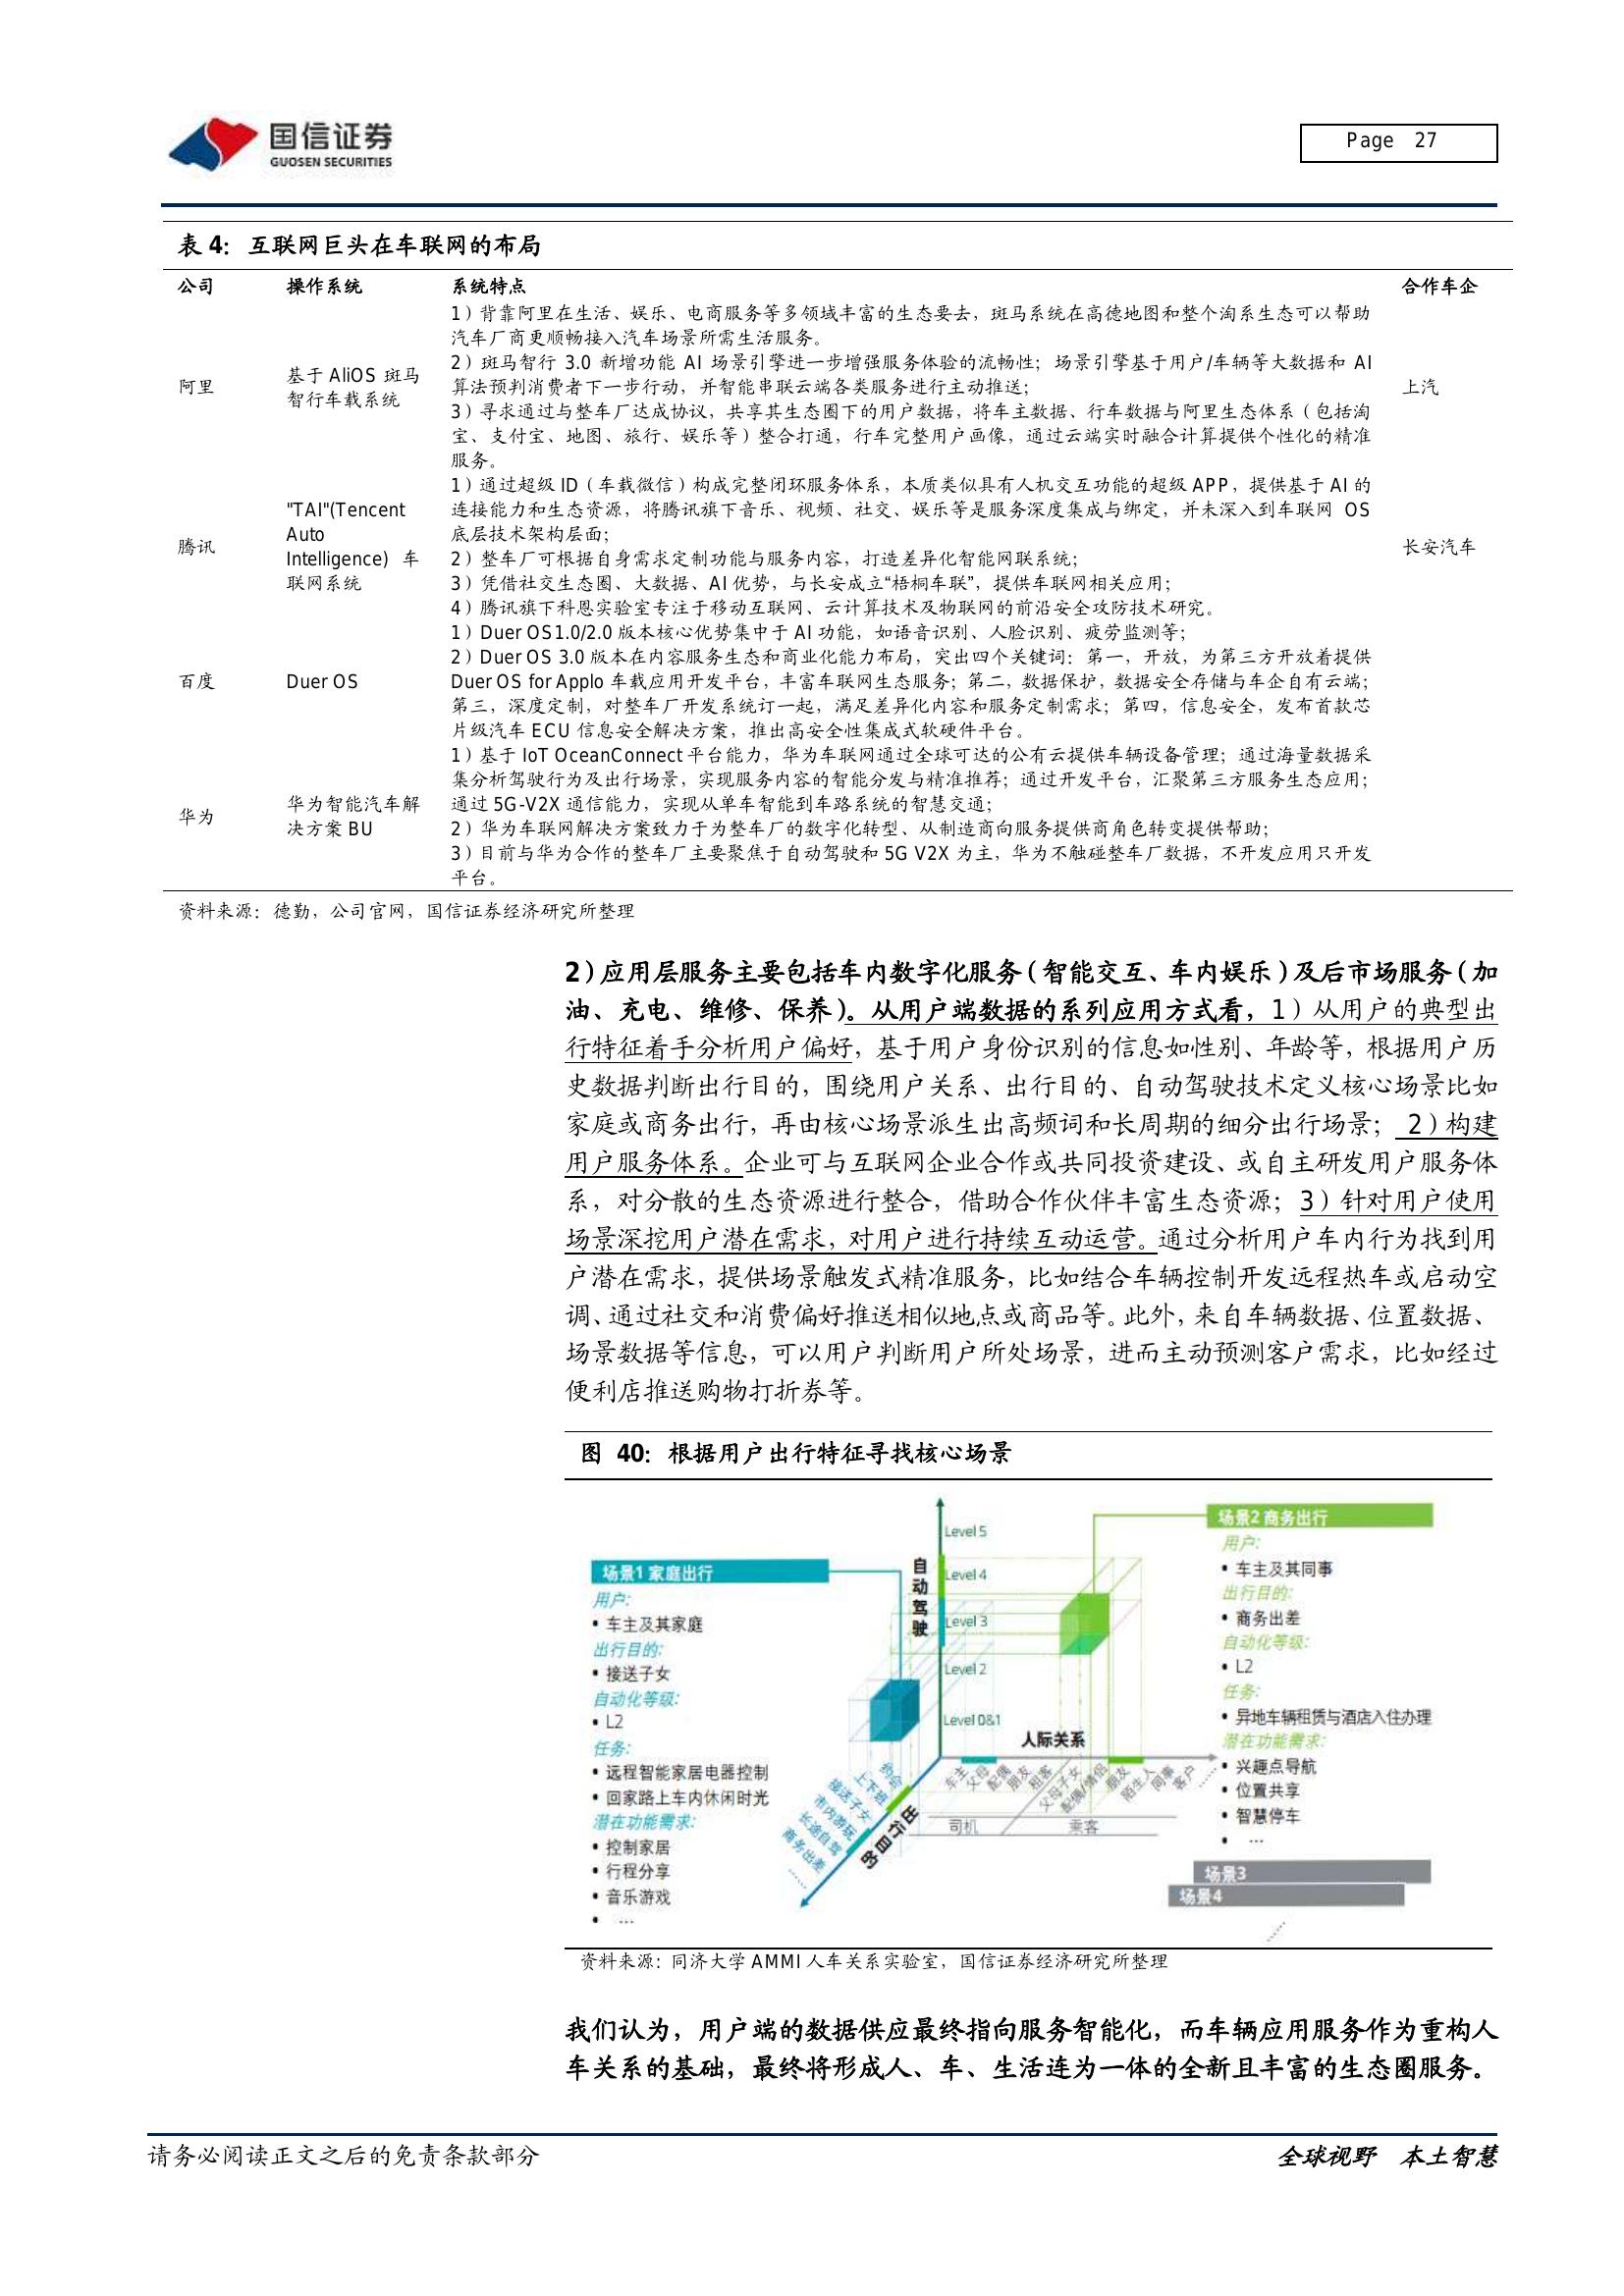 国信证券
GUOSEN SECURITIES
Page 27
表 4：互联网巨头在车联网的布局
公司 操作系统 系统特点 合作车企
阿里
基于 AliOS 斑马
智行车载系统
1）背靠阿里在生活、娱乐、电商服务等多领域丰富的生态要去，斑马系统在高德地图和整个淘系生态可以帮助
汽车厂商更顺畅接入汽车场景所需生活服务。
2）斑马智行 3.0 新增功能 AI 场景引擎进一步增强服务体验的流畅性；场景引擎基于用户/车辆等大数据和 AI
算法预判消费者下一步行动，并智能串联云端各类服务进行主动推送；
3）寻求通过与整车厂达成协议，共享其生态圈下的用户数据，将车主数据、行车数据与阿里生态体系（包括淘
宝、支付宝、地图、旅行、娱乐等）整合打通，行车完整用户画像，通过云端实时融合计算提供个性化的精准
服务。
上汽
腾讯
"TAI"(Tencent
Auto
Intelligence) 车
联网系统
1）通过超级 ID（车载微信）构成完整闭环服务体系，本质类似具有人机交互功能的超级 APP，提供基于 AI 的
连接能力和生态资源，将腾讯旗下音乐、视频、社交、娱乐等是服务深度集成与绑定，并未深入到车联网 OS
底层技术架构层面；
2）整车厂可根据自身需求定制功能与服务内容，打造差异化智能网联系统；
3）凭借社交生态圈、大数据、AI 优势，与长安成立“梧桐车联”，提供车联网相关应用；
4）腾讯旗下科恩实验室专注于移动互联网、云计算技术及物联网的前沿安全攻防技术研究。
长安汽车
百度
Duer OS
1）Duer OS1.0/2.0 版本核心优势集中于 AI 功能，如语音识别、人脸识别、疲劳监测等；
2）Duer OS 3.0 版本在内容服务生态和商业化能力布局，突出四个关键词：第一，开放，为第三方开放着提供
Duer OS for Applo 车载应用开发平台，丰富车联网生态服务；第二，数据保护，数据安全存储与车企自有云端；
第三，深度定制，对整车厂开发系统订一起，满足差异化内容和服务定制需求；第四，信息安全，发布首款芯
片级汽车 ECU 信息安全解决方案，推出高安全性集成式软硬件平台。
华为
华为智能汽车解
决方案 BU
1）基于 IoT OceanConnect 平台能力，华为车联网通过全球可达的公有云提供车辆设备管理；通过海量数据采
集分析驾驶行为及出行场景，实现服务内容的智能分发与精准推荐；通过开发平台，汇聚第三方服务生态应用；
通过 5G-V2X 通信能力，实现从单车智能到车路系统的智慧交通；
2）华为车联网解决方案致力于为整车厂的数字化转型、从制造商向服务提供商角色转变提供帮助；
3）目前与华为合作的整车厂主要聚焦于自动驾驶和 5G V2X 为主，华为不触碰整车厂数据，不开发应用只开发
平台。
资料来源：德勤，公司官网，国信证券经济研究所整理
2）应用层服务主要包括车内数字化服务（智能交互、车内娱乐）及后市场服务（加
油、充电、维修、保养）。从用户端数据的系列应用方式看，1）从用户的典型出
行特征着手分析用户偏好，基于用户身份识别的信息如性别、年龄等，根据用户历
史数据判断出行目的，围绕用户关系、出行目的、自动驾驶技术定义核心场景比如
家庭或商务出行，再由核心场景派生出高频词和长周期的细分出行场景；2）构建
用户服务体系。企业可与互联网企业合作或共同投资建设、或自主研发用户服务体
系，对分散的生态资源进行整合，借助合作伙伴丰富生态资源；3）针对用户使用
场景深挖用户潜在需求，对用户进行持续互动运营。通过分析用户车内行为找到用
户潜在需求，提供场景触发式精准服务，比如结合车辆控制开发远程热车或启动空
调、通过社交和消费偏好推送相似地点或商品等。此外，来自车辆数据、位置数据、
场景数据等信息，可以用户判断用户所处场景，进而主动预测客户需求，比如经过
便利店推送购物打折券等。
图 40：根据用户出行特征寻找核心场景
场景1 家庭出行
用户:
• 车主及其家庭
出行目的:
• 接送子女
自动化等级:
• L2
任务:
• 远程智能家居电器控制
• 回家路上车内休闲时光
潜在功能需求:
• 控制家居
• 行程分享
• 音乐游戏
• ...
自动驾驶
Level 5
Level 4
Level 3
Level 2
Level 0&1
人际关系
车主
父母
配偶
朋友
租客
父母子女
配偶/情侣
朋友
陌生人
同事
客户
......
司机
乘客
出行目的
约会
上下班
接送子女
市内游玩
长途自驾
商务出差
......
场景2 商务出行
用户:
• 车主及其同事
出行目的:
• 商务出差
自动化等级:
• L2
任务:
• 异地车辆租赁与酒店入住办理
潜在功能需求:
• 兴趣点导航
• 位置共享
• 智慧停车
• ...
场景3
场景4
......
资料来源：同济大学 AMMI 人车关系实验室，国信证券经济研究所整理
我们认为，用户端的数据供应最终指向服务智能化，而车辆应用服务作为重构人
车关系的基础，最终将形成人、车、生活连为一体的全新且丰富的生态圈服务。
请务必阅读正文之后的免责条款部分
全球视野 本土智慧